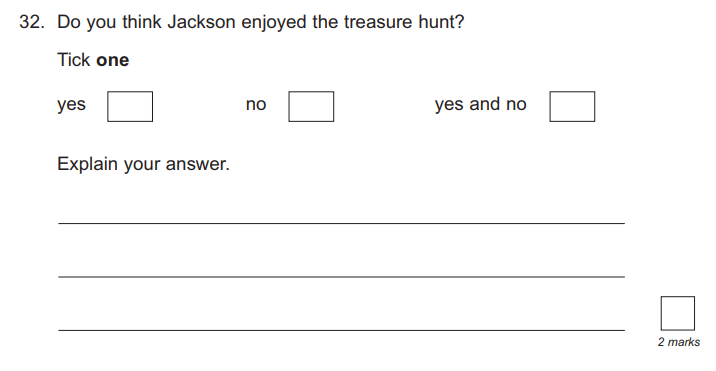 32. Do you think Jackson enjoyed the treasure hunt?
Tick one
yes no yes and no
Explain your answer.
2 marks